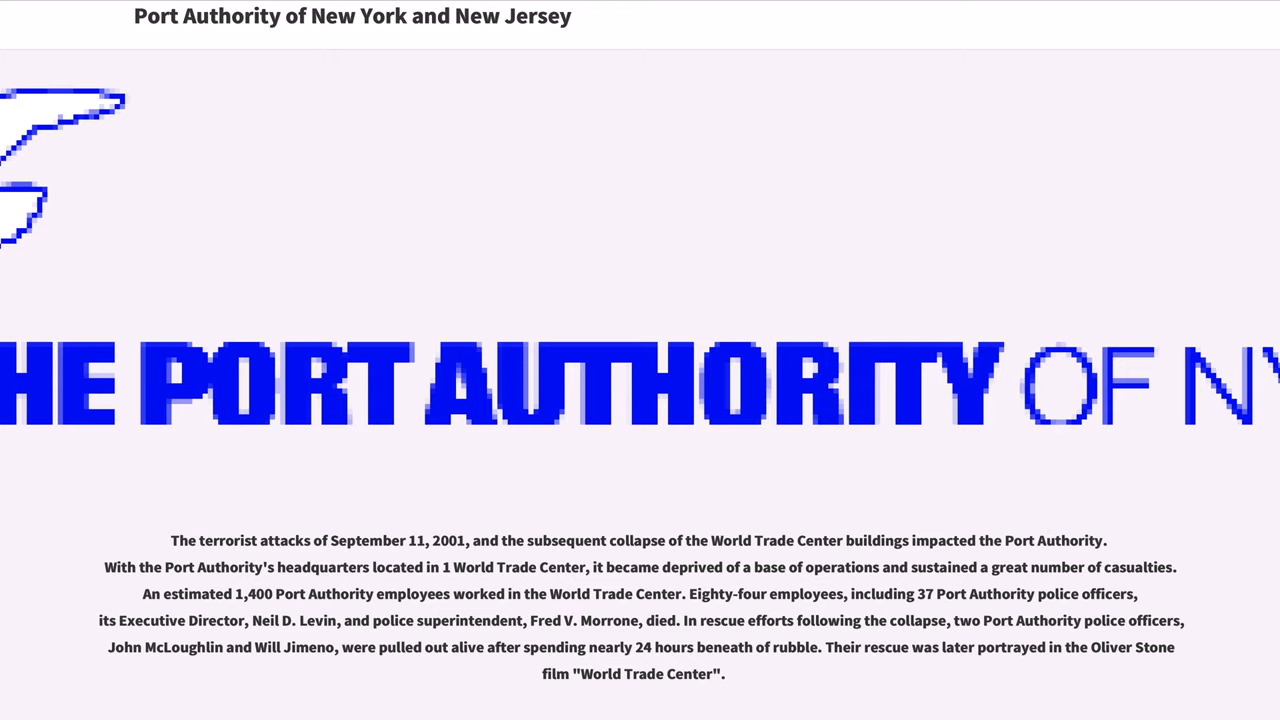 Port Authority of New York and New Jersey
HE PORT AUTHORITY OF NY
The terrorist attacks of September 11, 2001, and the subsequent collapse of the World Trade Center buildings impacted the Port Authority.
With the Port Authority's headquarters located in 1 World Trade Center, it became deprived of a base of operations and sustained a great number of casualties.
An estimated 1,400 Port Authority employees worked in the World Trade Center. Eighty-four employees, including 37 Port Authority police officers,
its Executive Director, Neil D. Levin, and police superintendent, Fred V. Morrone, died. In rescue efforts following the collapse, two Port Authority police officers,
John McLoughlin and Will Jimeno, were pulled out alive after spending nearly 24 hours beneath of rubble. Their rescue was later portrayed in the Oliver Stone
film "World Trade Center".